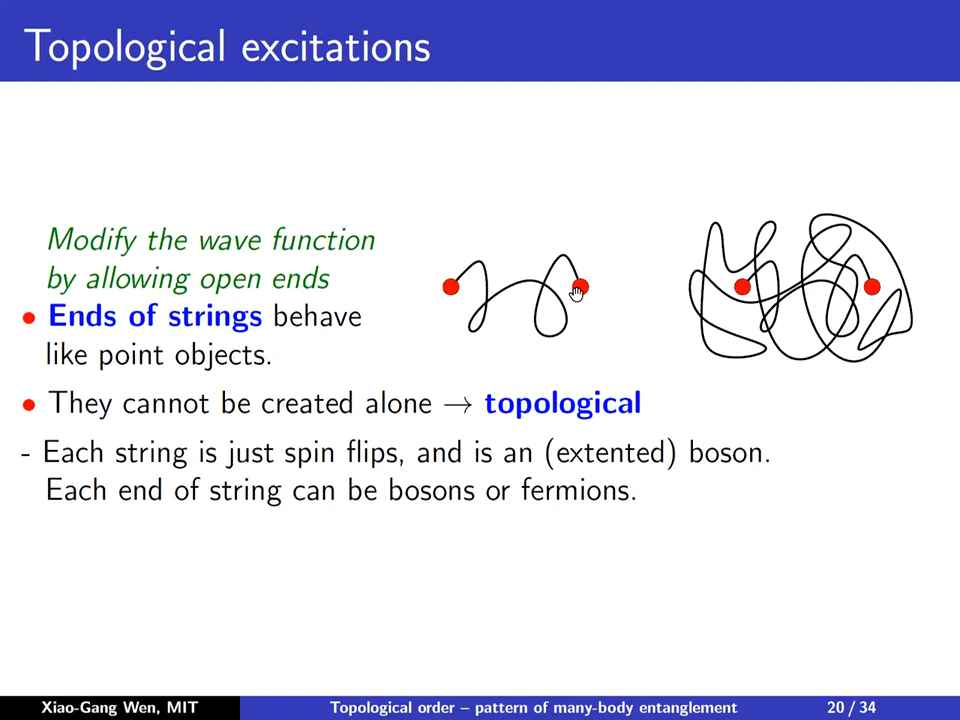 Topological excitations
Modify the wave function
by allowing open ends
• Ends of strings behave
like point objects.
• They cannot be created alone → topological
- Each string is just spin flips, and is an (extented) boson.
Each end of string can be bosons or fermions.
Xiao-Gang Wen, MIT
Topological order – pattern of many-body entanglement
20 / 34